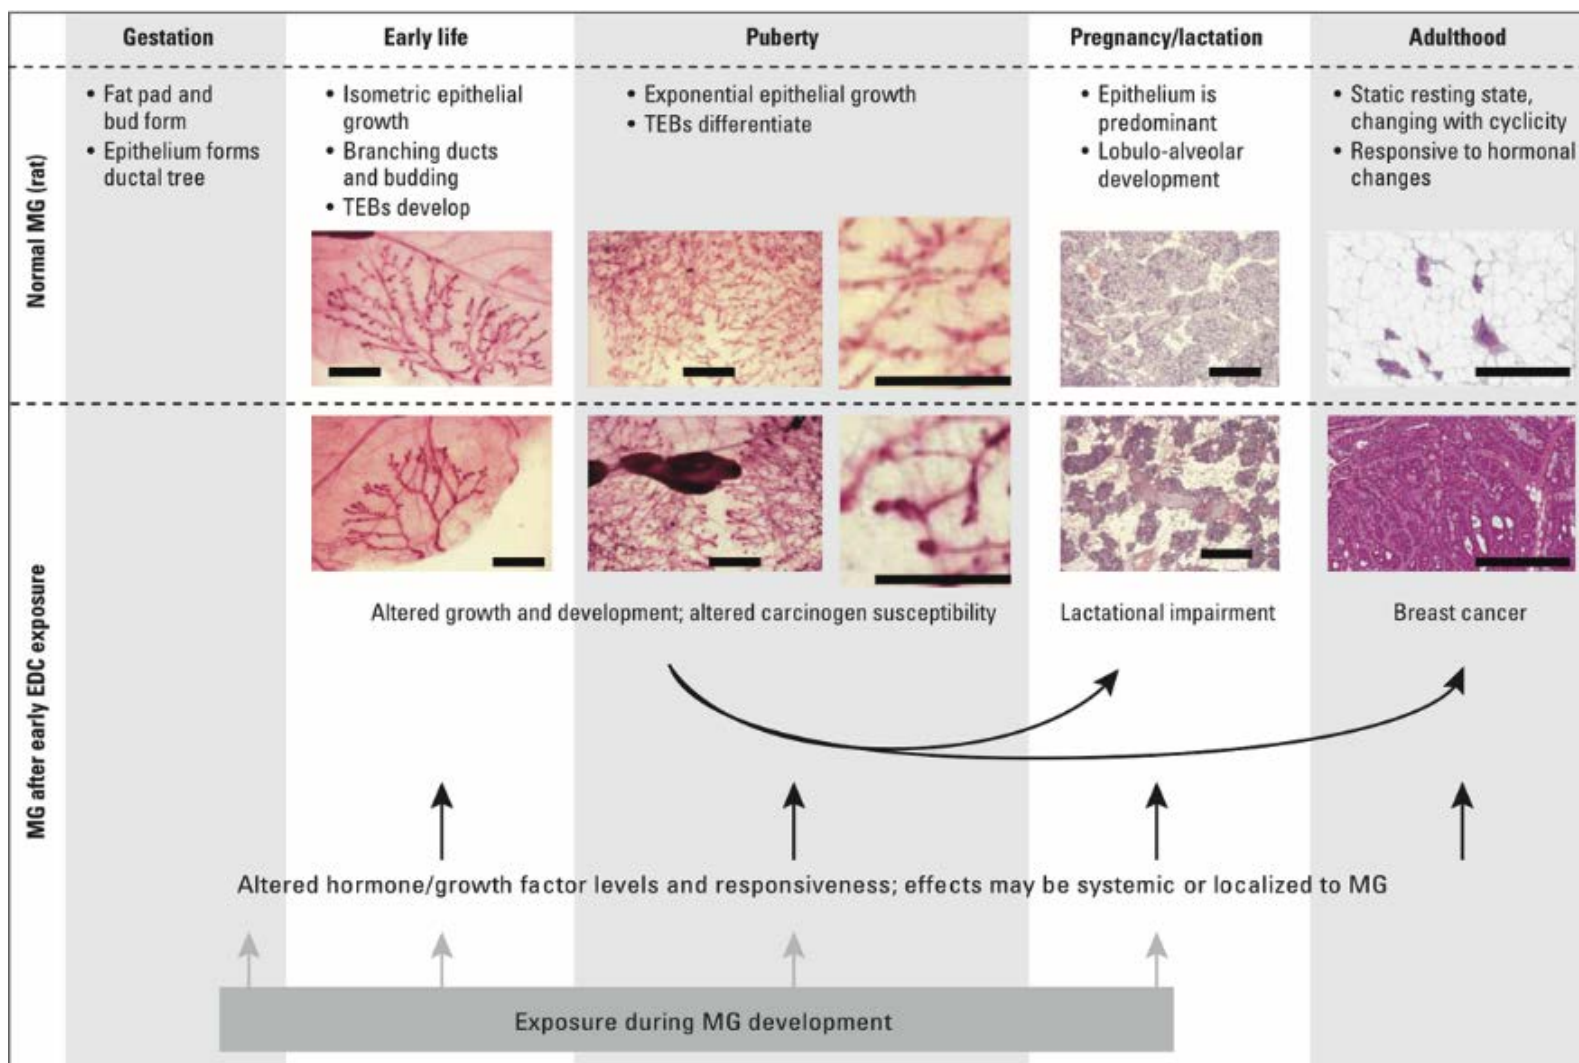 Gestation
Early life
Puberty
Pregnancy/lactation
Adulthood
Normal MG (rat)
• Fat pad and
bud form
• Epithelium forms
ductal tree
• Isometric epithelial
growth
• Branching ducts
and budding
• TEBs develop
• Exponential epithelial growth
• TEBs differentiate
• Epithelium is
predominant
• Lobulo-alveolar
development
• Static resting state,
changing with cyclicity
• Responsive to hormonal
changes
MG after early EDC exposure
Altered growth and development; altered carcinogen susceptibility
Lactational impairment
Breast cancer
Altered hormone/growth factor levels and responsiveness; effects may be systemic or localized to MG
Exposure during MG development